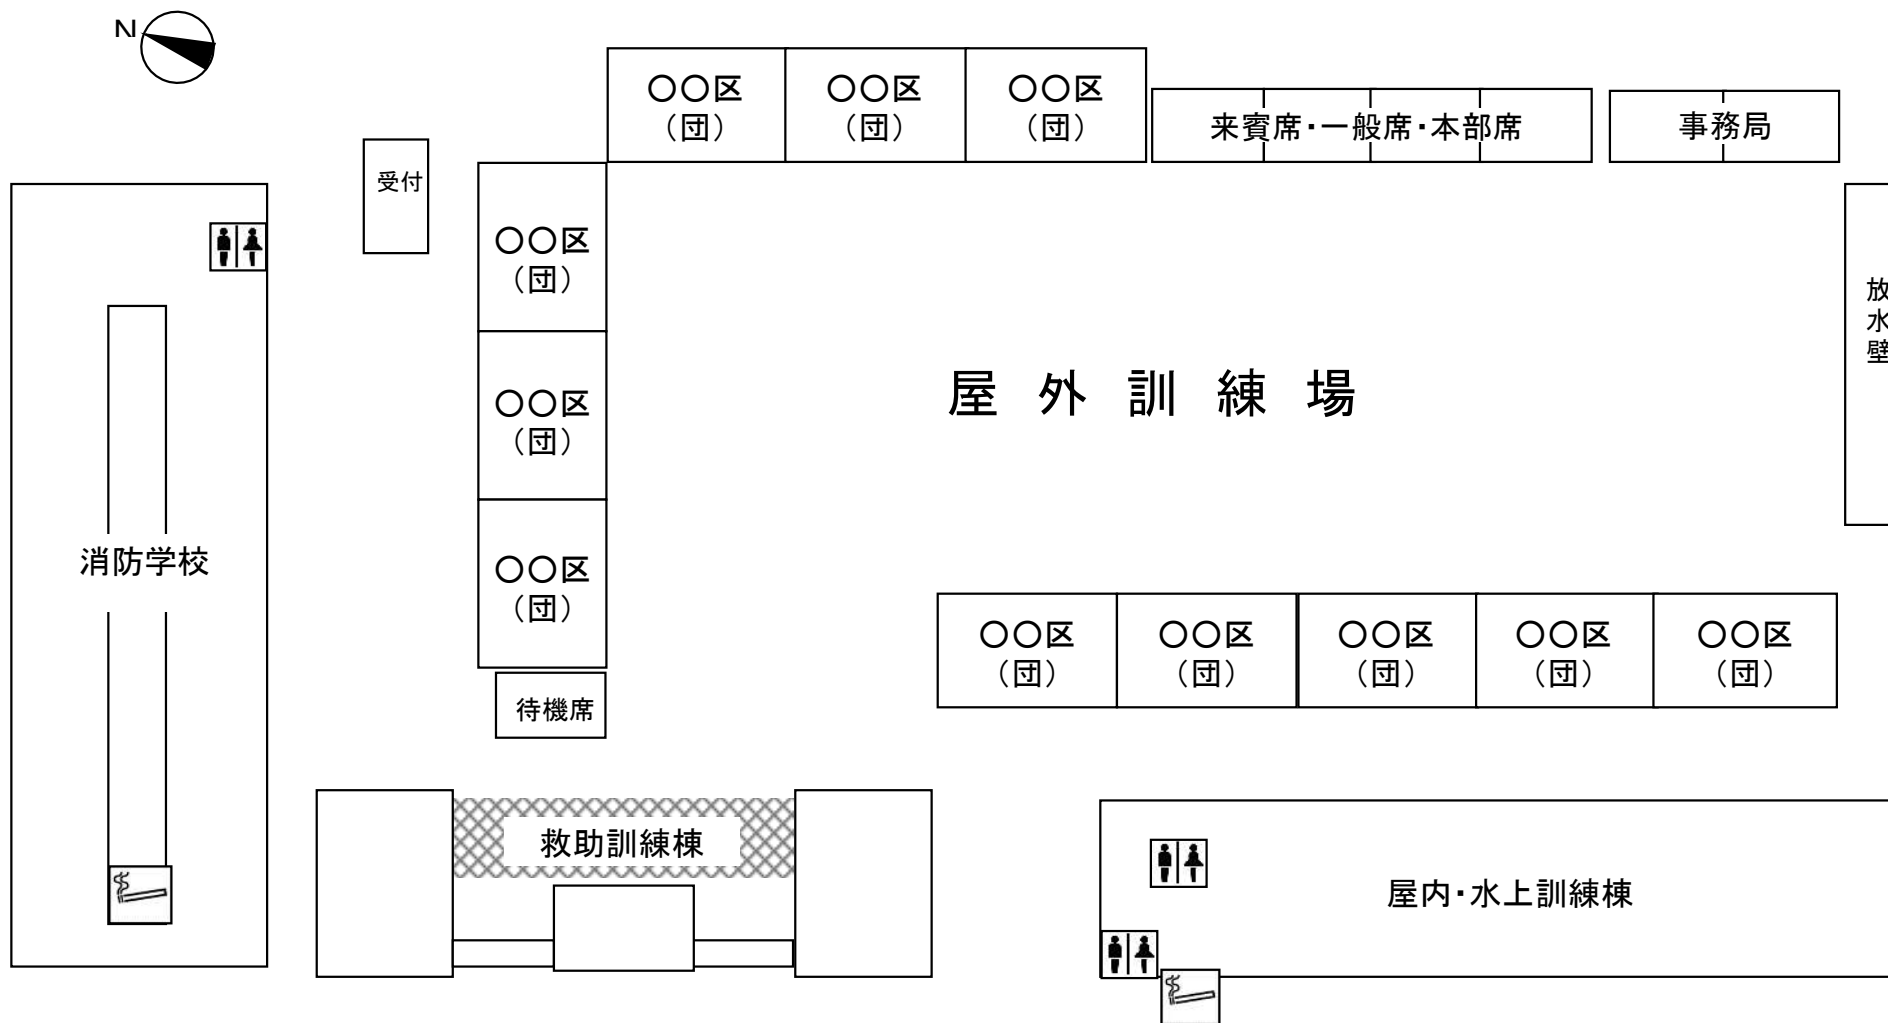 N
〇〇区
（団）
〇〇区
（団）
〇〇区
（団）
来賓席・一般席・本部席
事務局
受付
〇〇区
（団）
〇〇区
（団）
〇〇区
（団）
待機席
屋外訓練場
放水壁
消防学校
〇〇区
（団）
〇〇区
（団）
〇〇区
（団）
〇〇区
（団）
〇〇区
（団）
救助訓練棟
屋内・水上訓練棟